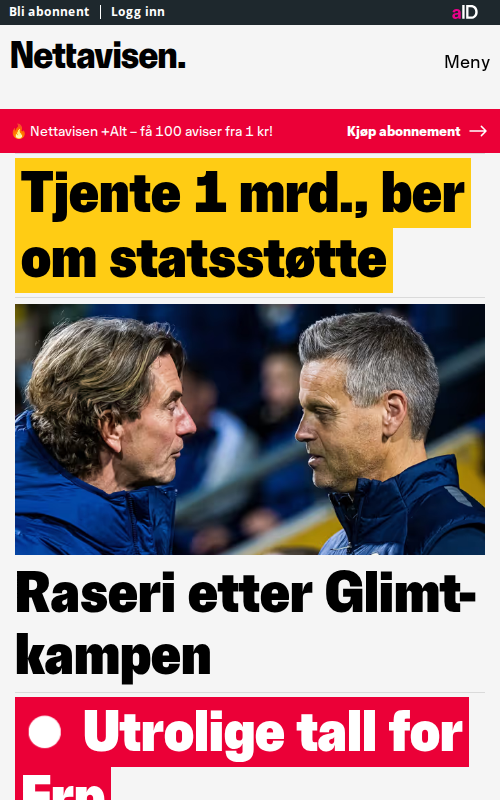 Bli abonnent | Logg inn
aID
Nettavisen.
Meny
🔥 Nettavisen +Alt – få 100 aviser fra 1 kr!
Kjøp abonnement →
Tjente 1 mrd., ber
om statsstøtte
Raseri etter Glimt-
kampen
Utrolige tall for
Frp